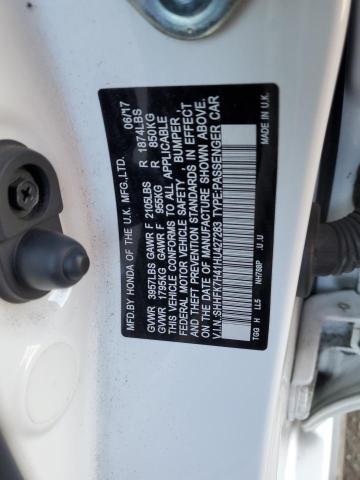 MFD.BY HONDA OF THE U.K. MFG.,LTD. 06/17
GVWR 3957LBS GAWR F 2105LBS R 1874LBS
GVWR 1795KG GAWR F 955KG R 850KG
THIS VEHICLE CONFORMS TO ALL APPLICABLE
FEDERAL MOTOR VEHICLE SAFETY , BUMPER ,
AND THEFT PREVENTION STANDARDS IN EFFECT
ON THE DATE OF MANUFACTURE SHOWN ABOVE.
V.I.N.:SHHFK7H41HU427283 TYPE:PASSENGER CAR
TGG H LL5 NH788P JU U MADE IN U.K.